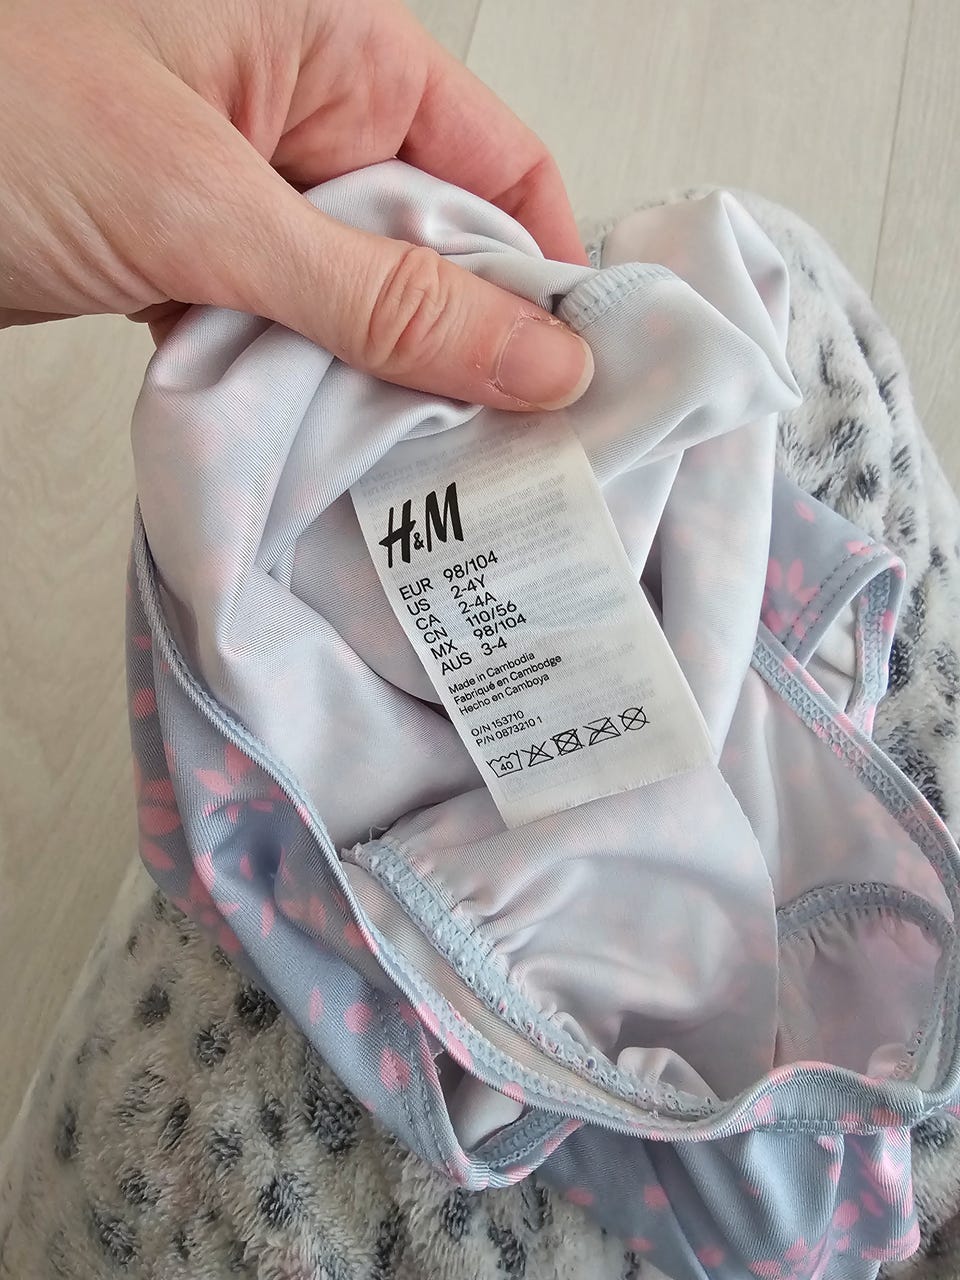 H&M
EUR 98/104
US 2-4Y
CA 2-4A
CN 110/56
MX 98/104
AUS 3-4
Made in Cambodia
Fabriqué en Cambodge
Hecho en Camboya
O/N 153710
P/N 0873210 1
40